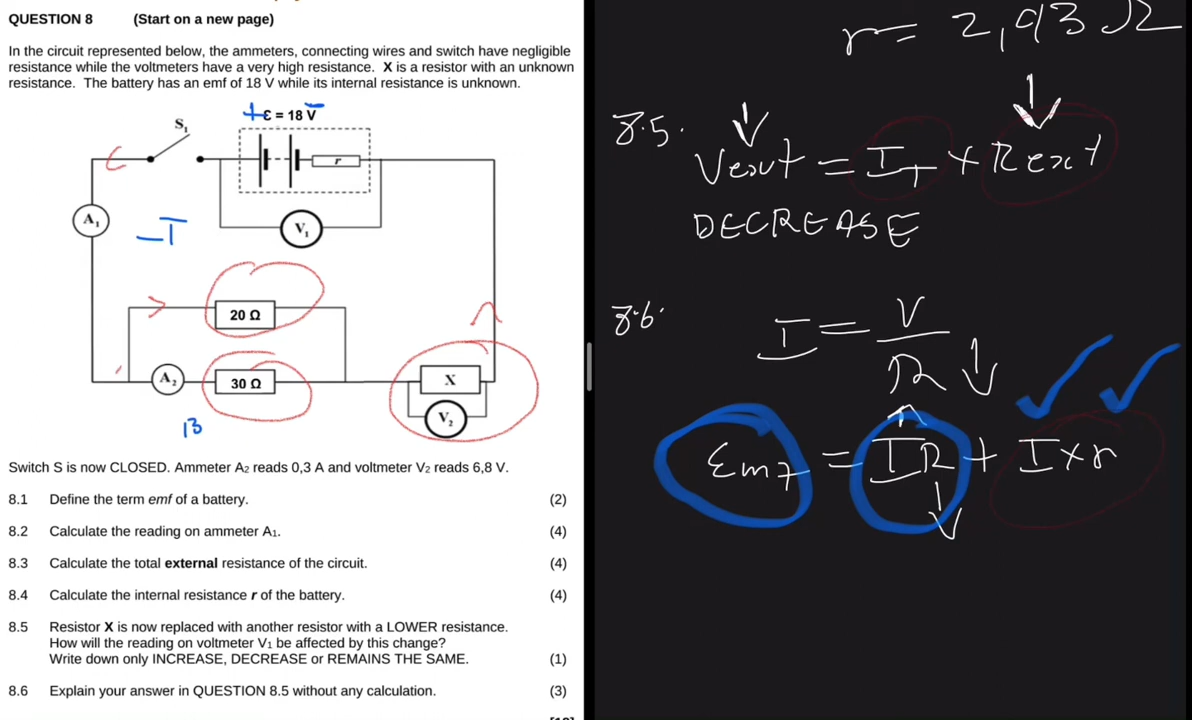 QUESTION 8 (Start on a new page)
In the circuit represented below, the ammeters, connecting wires and switch have negligible
resistance while the voltmeters have a very high resistance. X is a resistor with an unknown
resistance. The battery has an emf of 18 V while its internal resistance is unknown.
+ε = 18 V
S₁
r
A₁
-I
V₁
20 Ω
A₂
30 Ω
X
V₂
13
Switch S is now CLOSED. Ammeter A2 reads 0,3 A and voltmeter V2 reads 6,8 V.
8.1 Define the term emf of a battery. (2)
8.2 Calculate the reading on ammeter A1. (4)
8.3 Calculate the total external resistance of the circuit. (4)
8.4 Calculate the internal resistance r of the battery. (4)
8.5 Resistor X is now replaced with another resistor with a LOWER resistance.
How will the reading on voltmeter V1 be affected by this change?
Write down only INCREASE, DECREASE or REMAINS THE SAME. (1)
8.6 Explain your answer in QUESTION 8.5 without any calculation. (3)
r = 2,93 Ω
8.5. Vext = I_T × Rext
DECREASE
8.6. I = V/R ↓
Emf = IR + I×r